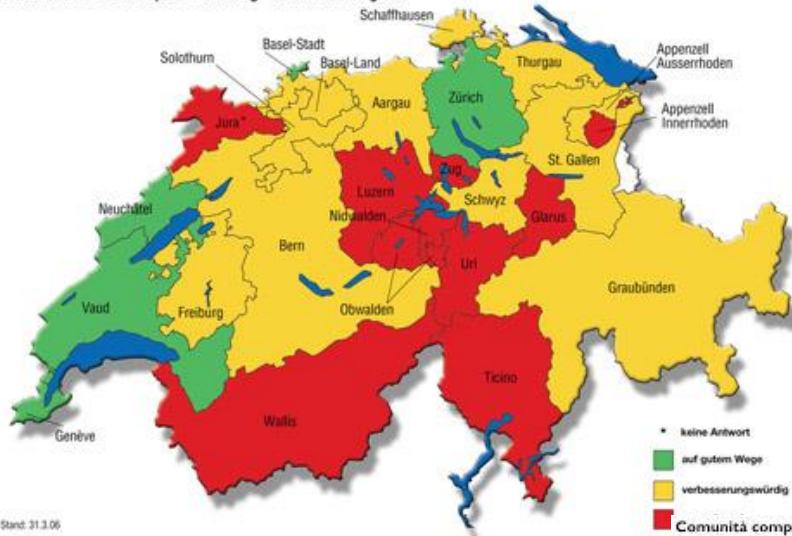 Schaffhausen
Basel-Stadt
Solothurn
Basel-Land
Thurgau
Appenzell
Ausserrhoden
Aargau
Zürich
Jura*
Appenzell
Innerrhoden
St. Gallen
Zug
Luzern
Schwyz
Neuchâtel
Nidwalden
Glarus
Bern
Uri
Graubünden
Vaud
Freiburg
Obwalden
Ticino
Wallis
Genève
* keine Antwort
auf gutem Wege
verbesserungswürdig
Stand: 31.3.06
Comunità comp